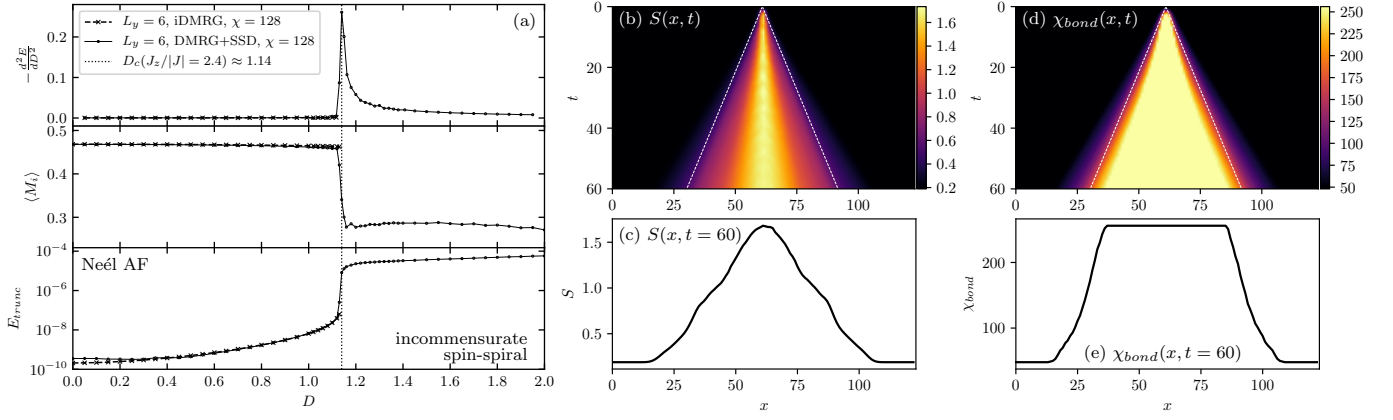 (a)
L_y = 6, iDMRG, χ = 128
L_y = 6, DMRG+SSD, χ = 128
D_c(J_z/|J| = 2.4) ≈ 1.14
− d²E/dD²
0.2
0.1
0.0
⟨M_i⟩
0.5
0.4
0.3
E_trunc
10⁻⁴
10⁻⁶
10⁻⁸
10⁻¹⁰
Neél AF
incommensurate
spin-spiral
0.0 0.2 0.4 0.6 0.8 1.0 1.2 1.4 1.6 1.8 2.0
D
(b) S(x, t)
t
0
20
40
60
0 25 50 75 100
1.6
1.4
1.2
1.0
0.8
0.6
0.4
0.2
(c) S(x, t = 60)
S
1.5
1.0
0.5
0 25 50 75 100
x
(d) χ_bond(x, t)
t
0
20
40
60
0 25 50 75 100
250
225
200
175
150
125
100
75
50
(e) χ_bond(x, t = 60)
χ_bond
200
100
0 25 50 75 100
x